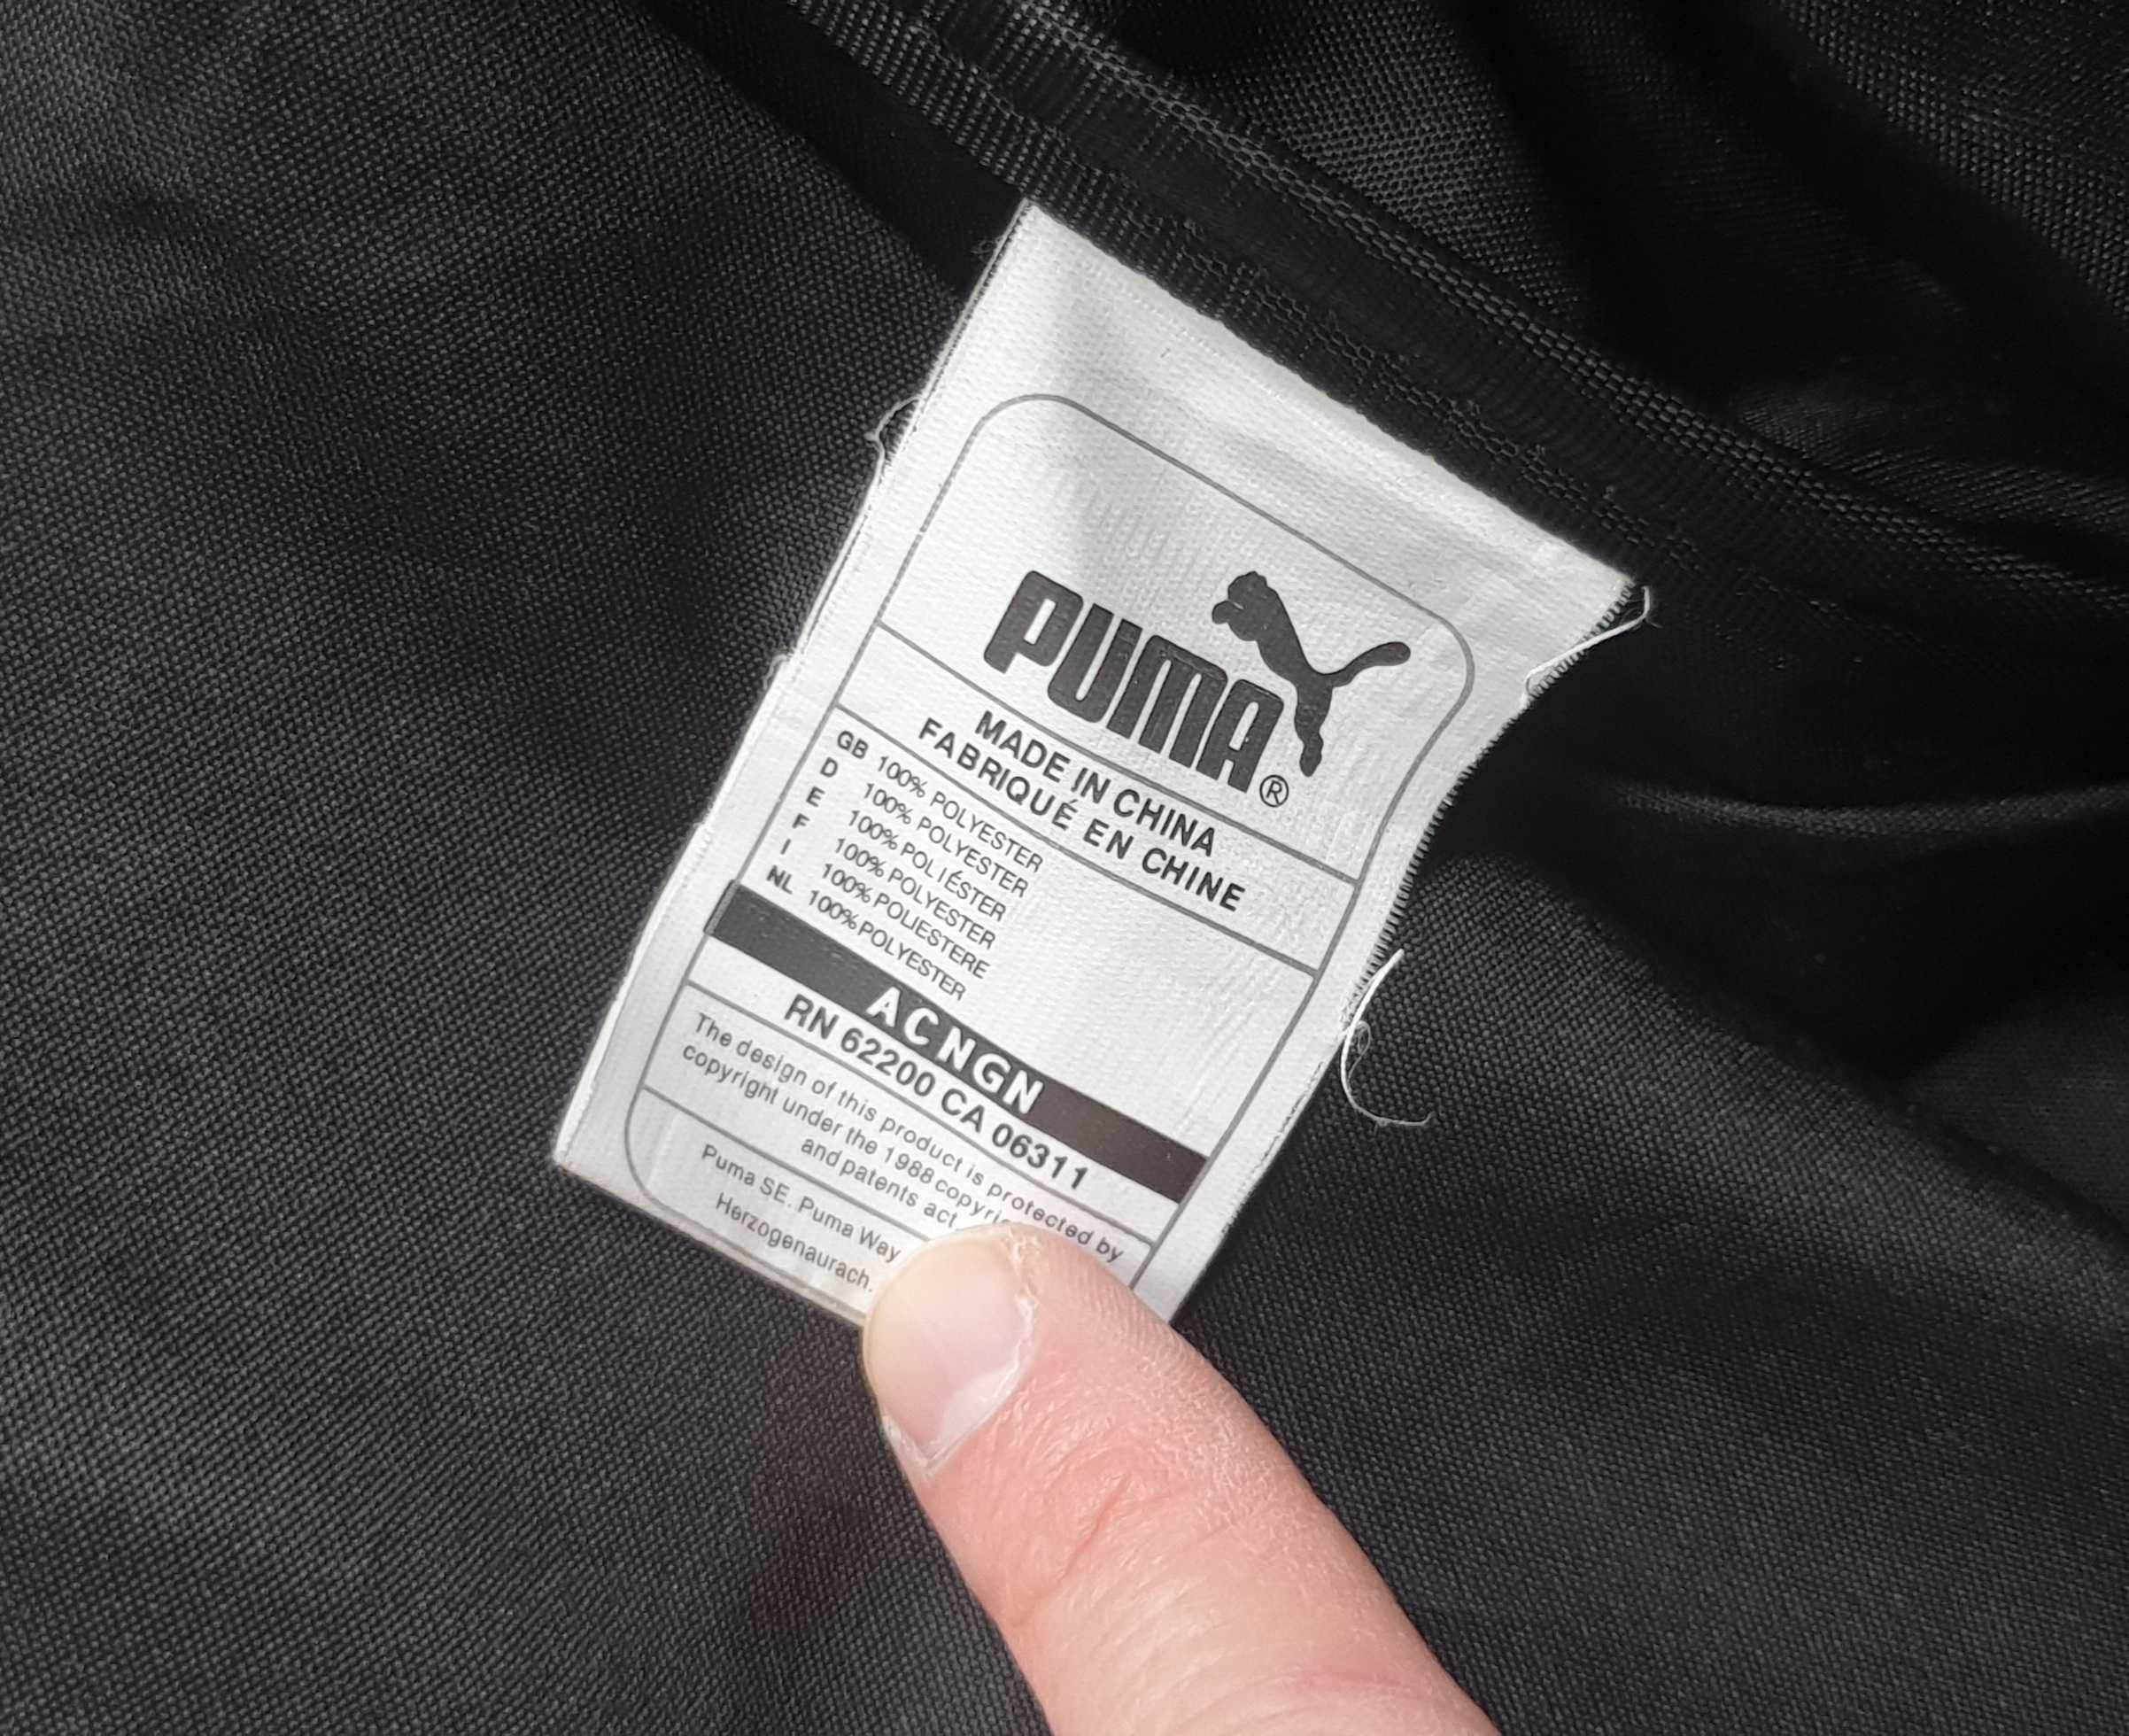 PUMA®
MADE IN CHINA
FABRIQUÉ EN CHINE
GB 100% POLYESTER
D 100% POLYESTER
E 100% POLIÉSTER
F 100% POLYESTER
I 100% POLIESTERE
NL 100% POLYESTER
ACNGN
RN 62200 CA 06311
The design of this product is protected by
copyright under the 1988
and patents act
Puma SE. Puma Way
Herzogenaurach.